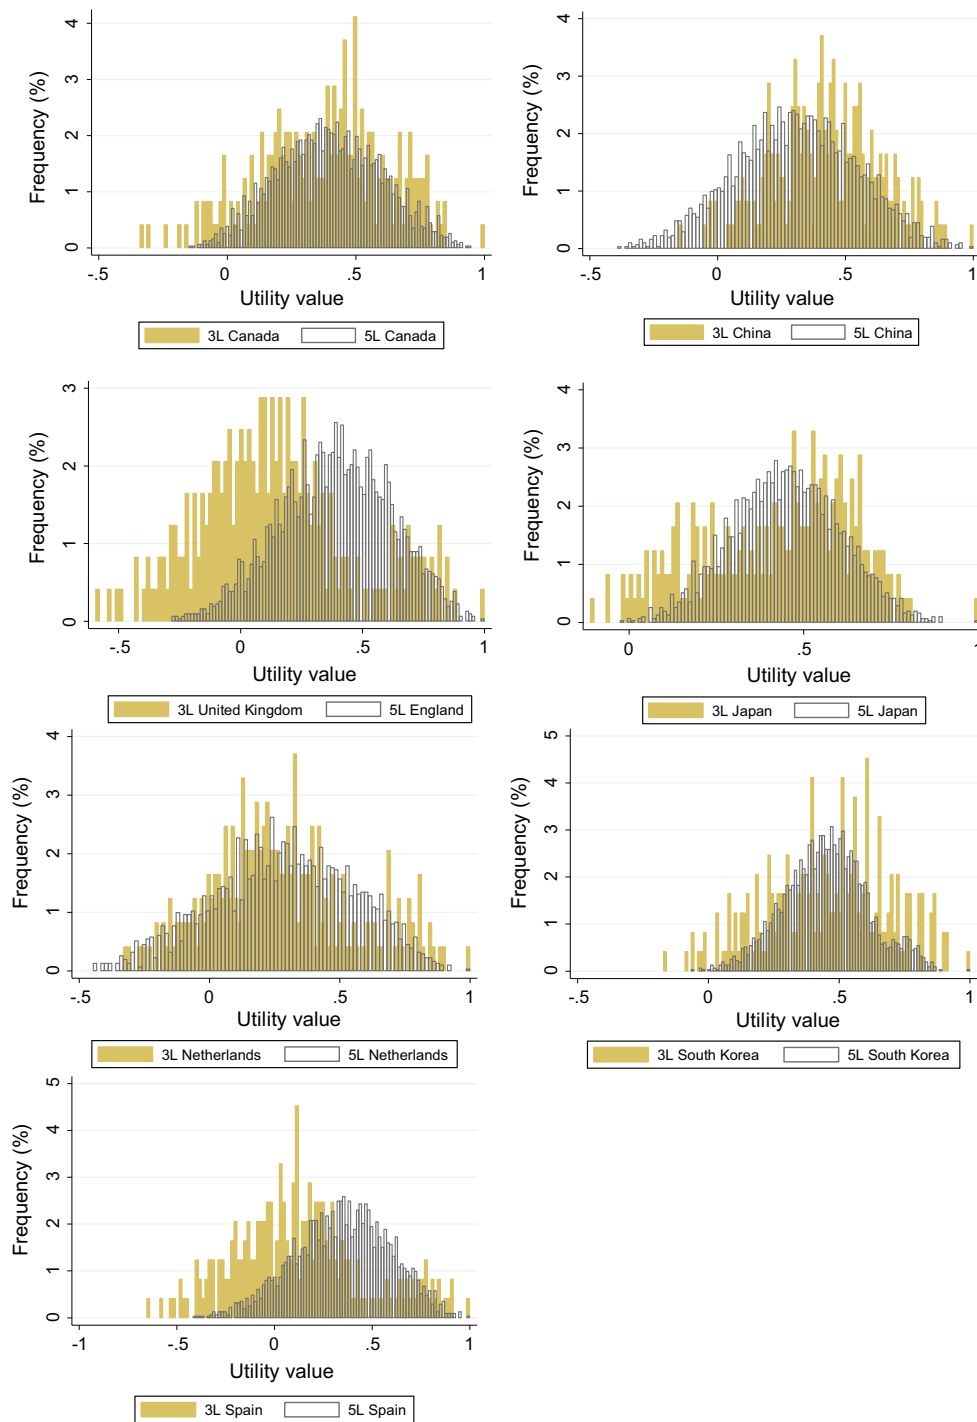 Frequency (%)
4
3
2
1
0
-.5 0 .5 1
Utility value
3L Canada 5L Canada
Frequency (%)
4
3
2
1
0
-.5 0 .5 1
Utility value
3L China 5L China
Frequency (%)
3
2
1
0
-.5 0 .5 1
Utility value
3L United Kingdom 5L England
Frequency (%)
4
3
2
1
0
0 .5 1
Utility value
3L Japan 5L Japan
Frequency (%)
4
3
2
1
0
-.5 0 .5 1
Utility value
3L Netherlands 5L Netherlands
Frequency (%)
5
4
3
2
1
0
-.5 0 .5 1
Utility value
3L South Korea 5L South Korea
Frequency (%)
5
4
3
2
1
0
-1 -.5 0 .5 1
Utility value
3L Spain 5L Spain